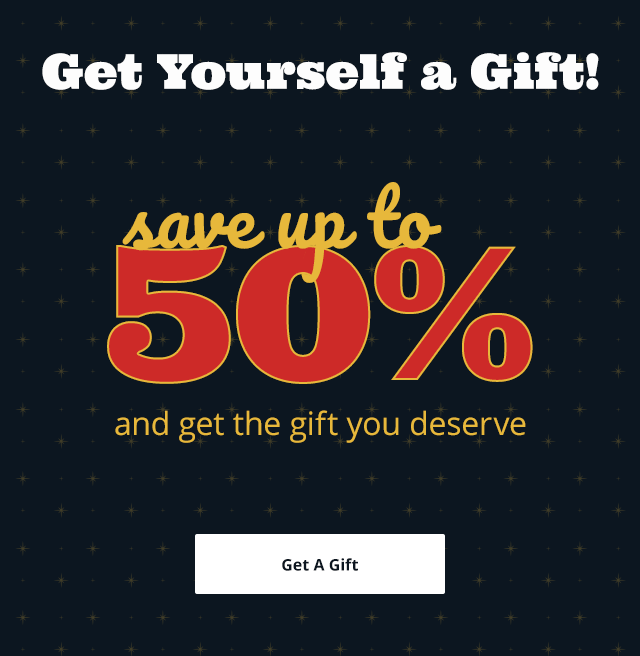 Get Yourself a Gift!
save up to
50%
and get the gift you deserve
Get A Gift